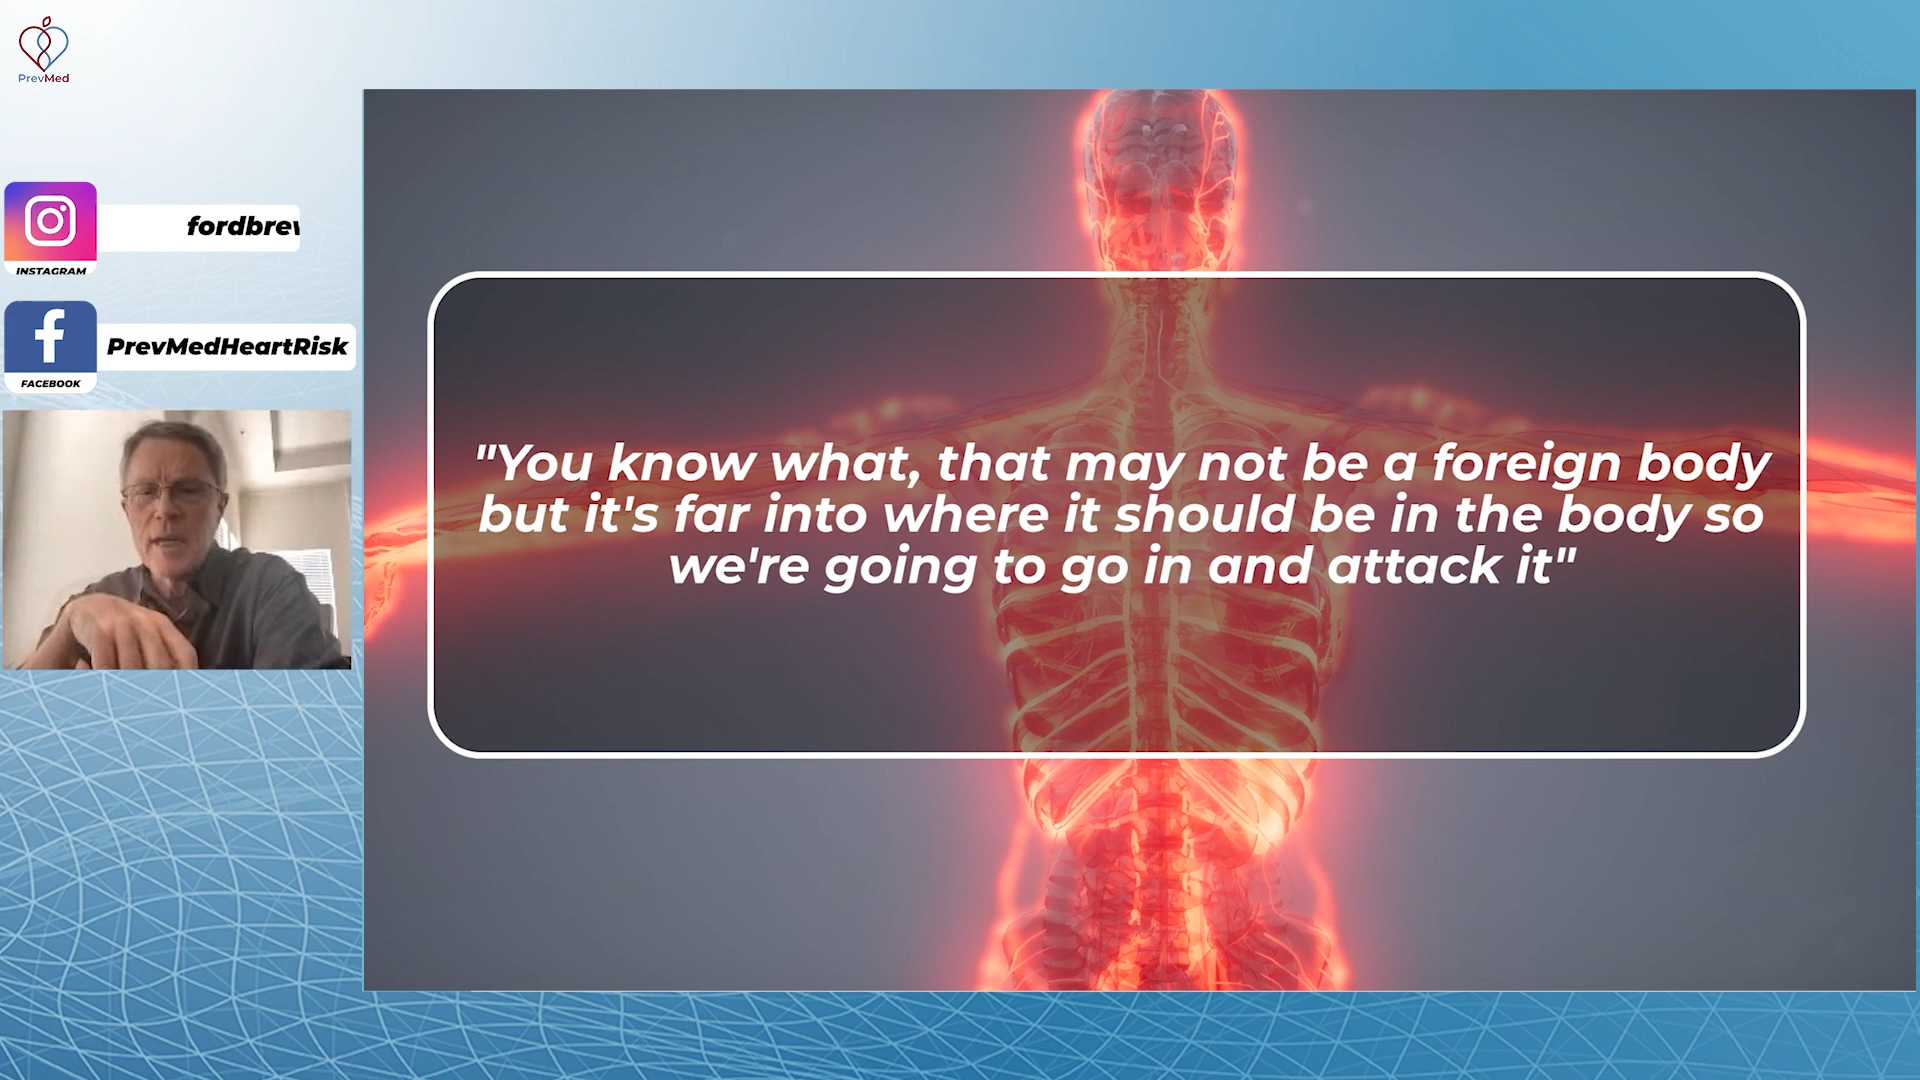 PrevMed
fordbrev
INSTAGRAM
PrevMedHeartRisk
FACEBOOK
"You know what, that may not be a foreign body
but it's far into where it should be in the body so
we're going to go in and attack it"